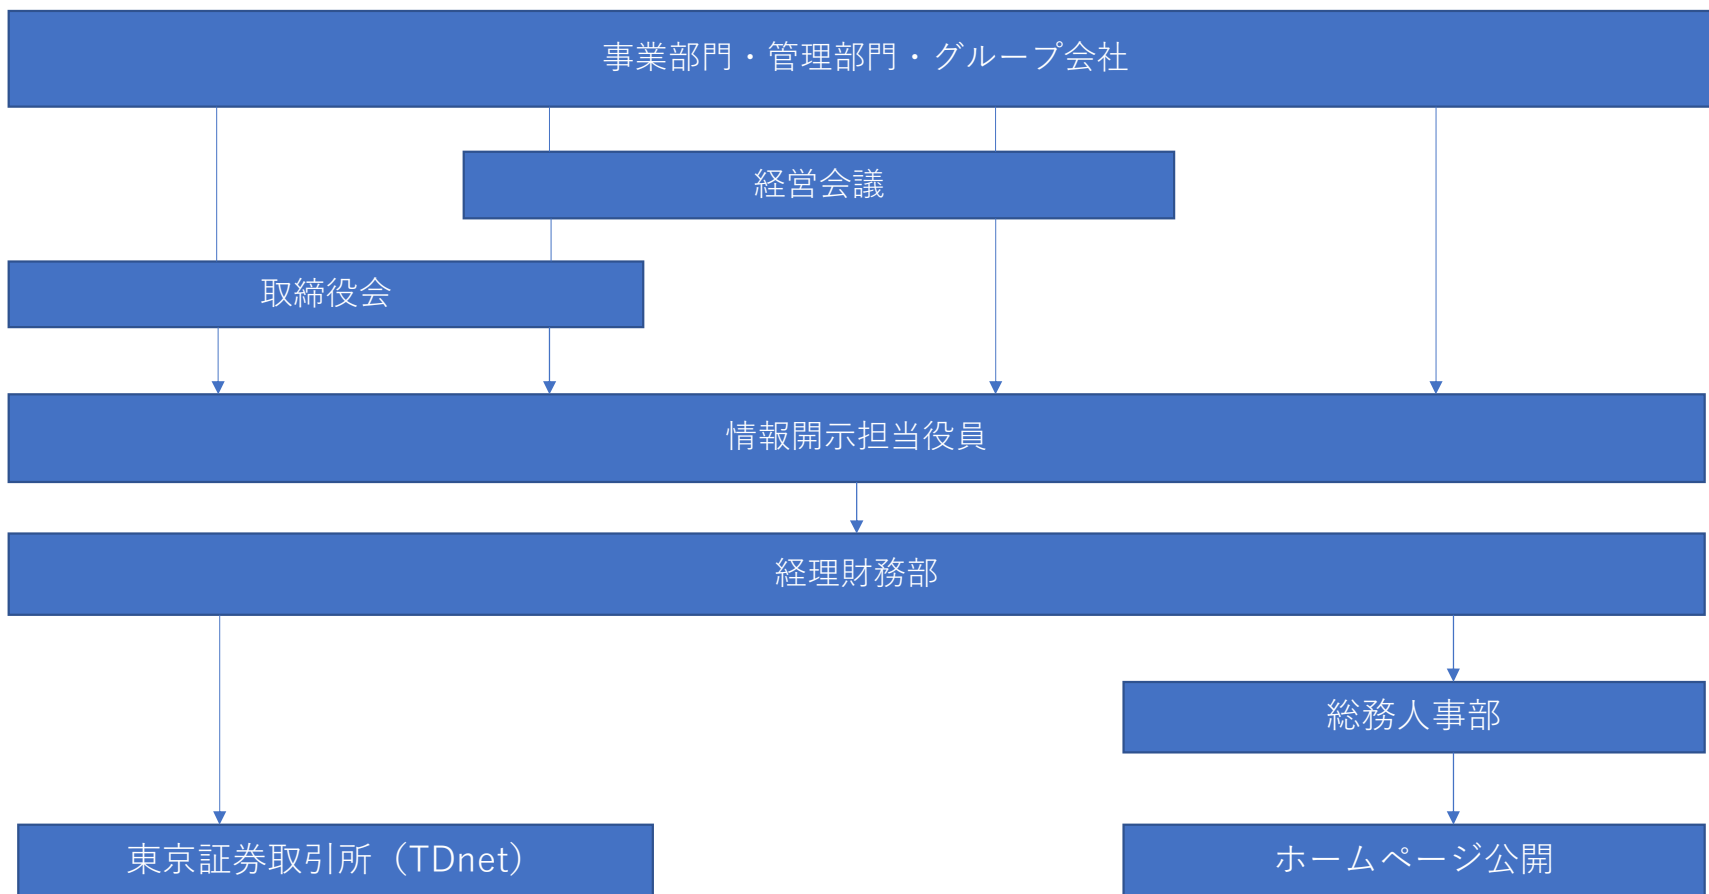 事業部門・管理部門・グループ会社
経営会議
取締役会
情報開示担当役員
経理財務部
総務人事部
東京証券取引所（TDnet）
ホームページ公開